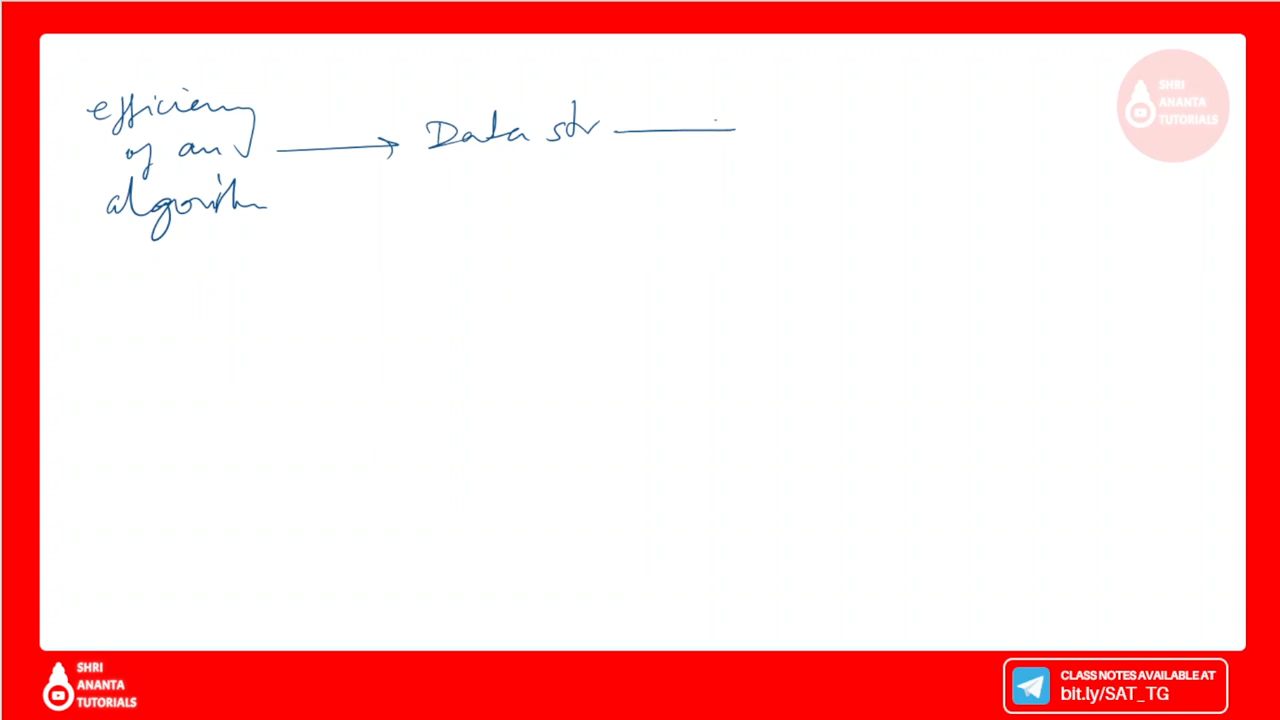 efficiency
of an
algorithm
Data str
SHRI
ANANTA
TUTORIALS
SHRI
ANANTA
TUTORIALS
CLASS NOTES AVAILABLE AT
bit.ly/SAT_TG